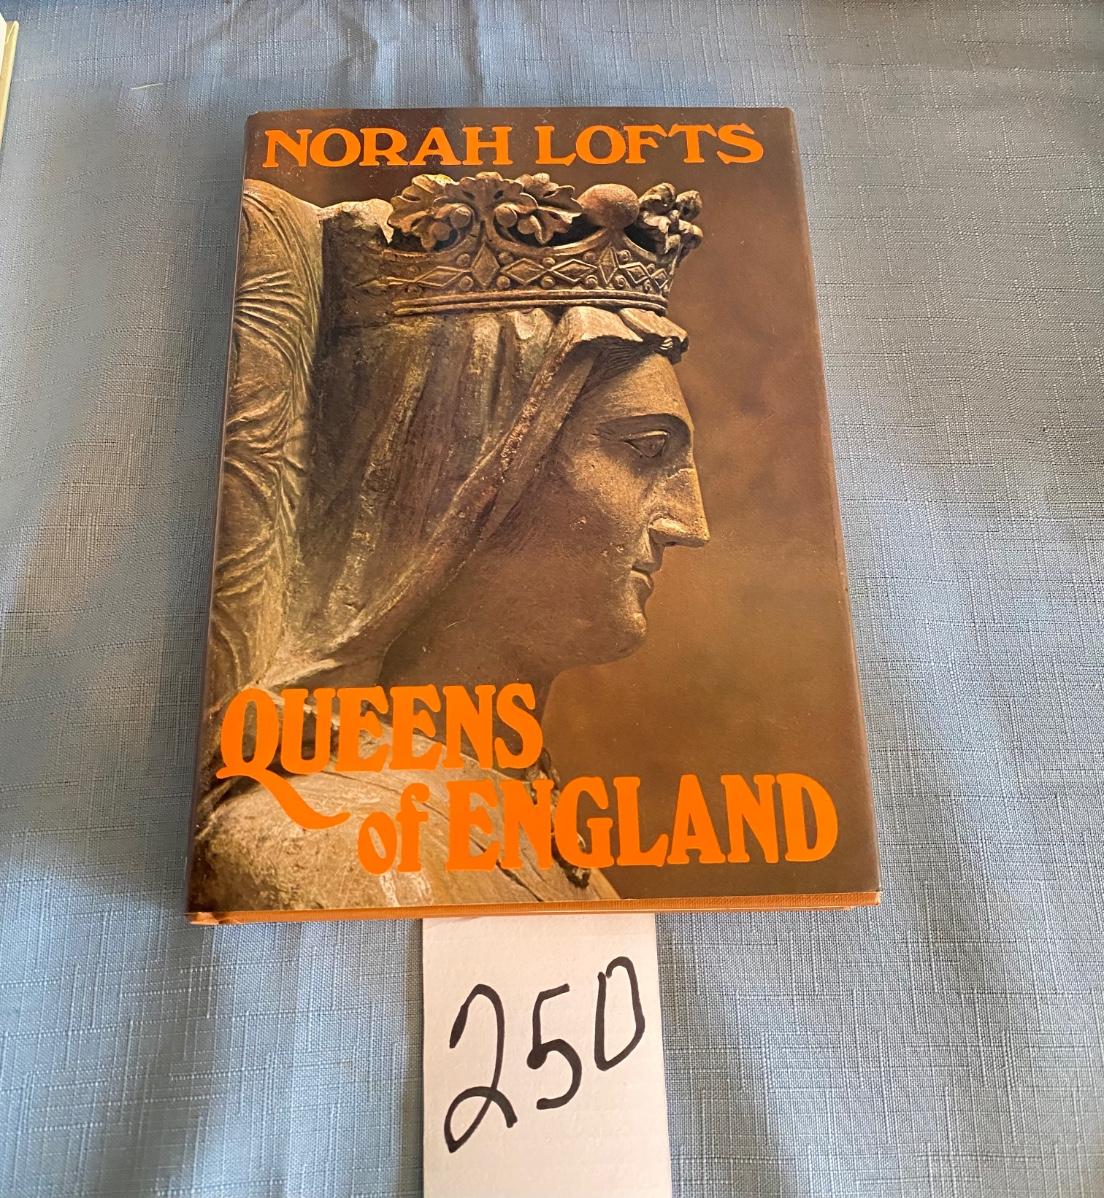 NORAH LOFTS
QUEENS
of ENGLAND
250